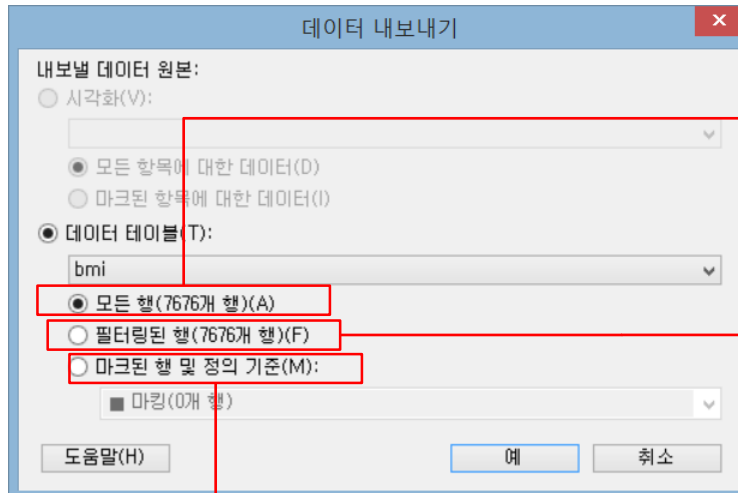 데이터 내보내기
내보낼 데이터 원본:
시각화(V):
모든 항목에 대한 데이터(D)
마크된 항목에 대한 데이터(I)
데이터 테이블(T):
bmi
모든 행(7676개 행)(A)
필터링된 행(7676개 행)(F)
마크된 행 및 정의 기준(M):
마킹(0개 행)
도움말(H) 예 취소